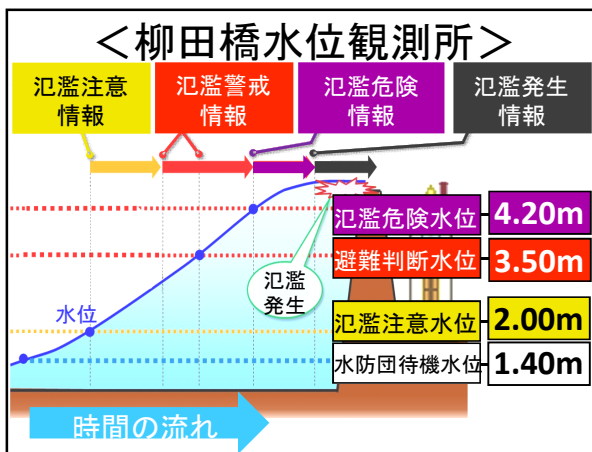 ＜柳田橋水位観測所＞
氾濫注意
情報
氾濫警戒
情報
氾濫危険
情報
氾濫発生
情報
氾濫危険水位
4.20m
避難判断水位
3.50m
氾濫
発生
水位
氾濫注意水位
2.00m
水防団待機水位
1.40m
時間の流れ